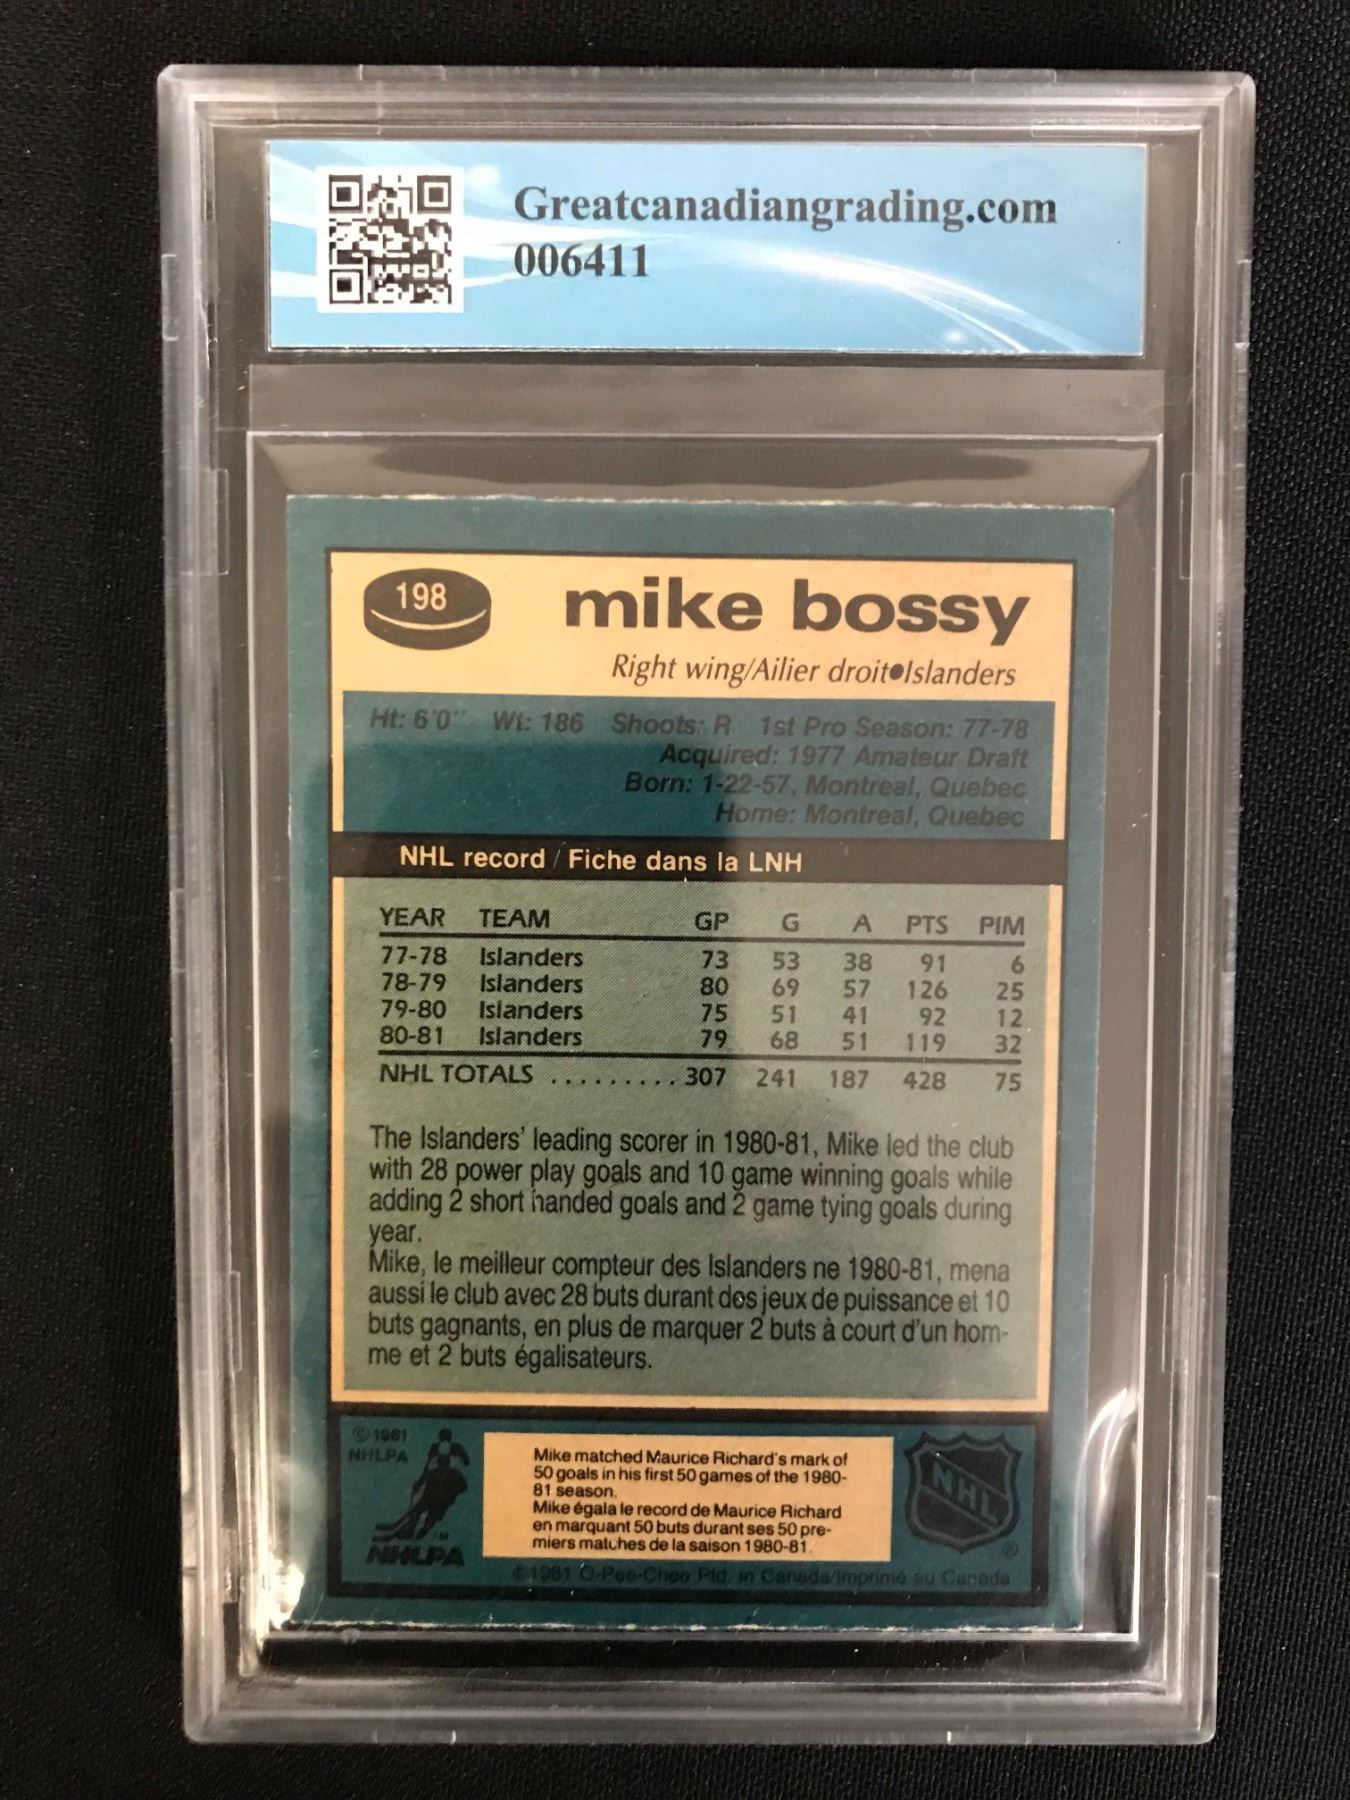 Greatcanadiangrading.com
006411
198
mike bossy
Right wing/Ailier droit●Islanders
Ht: 6'0" Wt: 186 Shoots: R 1st Pro Season: 77-78
Acquired: 1977 Amateur Draft
Born: 1-22-57, Montreal, Quebec
Home: Montreal, Quebec
NHL record / Fiche dans la LNH
YEAR TEAM GP G A PTS PIM
77-78 Islanders 73 53 38 91 6
78-79 Islanders 80 69 57 126 25
79-80 Islanders 75 51 41 92 12
80-81 Islanders 79 68 51 119 32
NHL TOTALS ......... 307 241 187 428 75
The Islanders' leading scorer in 1980-81, Mike led the club
with 28 power play goals and 10 game winning goals while
adding 2 short handed goals and 2 game tying goals during
year.
Mike, le meilleur compteur des Islanders ne 1980-81, mena
aussi le club avec 28 buts durant des jeux de puissance et 10
buts gagnants, en plus de marquer 2 buts à court d'un hom-
me et 2 buts égalisateurs.
© 1981
NHLPA
TM
NHLPA
Mike matched Maurice Richard's mark of
50 goals in his first 50 games of the 1980-
81 season.
Mike égala le record de Maurice Richard
en marquant 50 buts durant ses 50 pre-
miers matches de la saison 1980-81.
NHL
®
©1981 O-Pee-Chee Ptd. in Canada/Imprimé au Canada